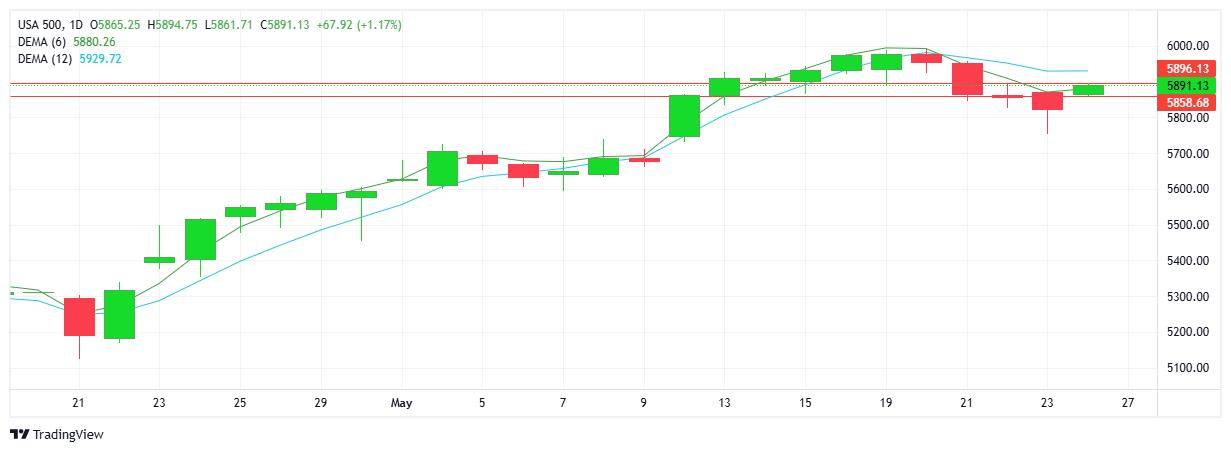 USA 500, 1D O5865.25 H5894.75 L5861.71 C5891.13 +67.92 (+1.17%)
DEMA (6) 5880.26
DEMA (12) 5929.72
6000.00
5896.13
5891.13
5858.68
5800.00
5700.00
5600.00
5500.00
5400.00
5300.00
5200.00
5100.00
21 23 25 29 May 5 7 9 13 15 19 21 23 27
TradingView